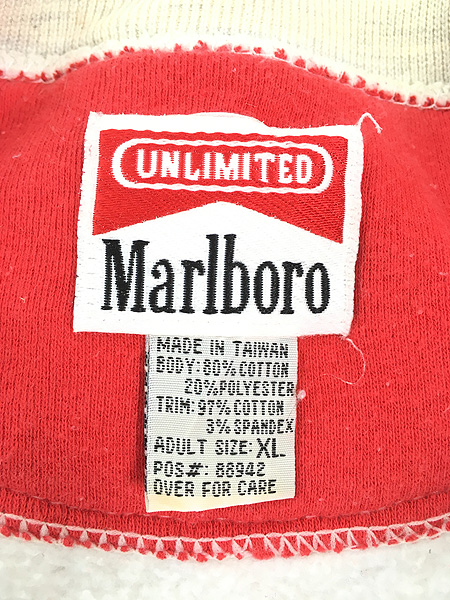 UNLIMITED
Marlboro
MADE IN TAIWAN
BODY: 80% COTTON
20% POLYESTER
TRIM: 97% COTTON
3% SPANDEX
ADULT SIZE: XL
POS#: 88942
OVER FOR CARE